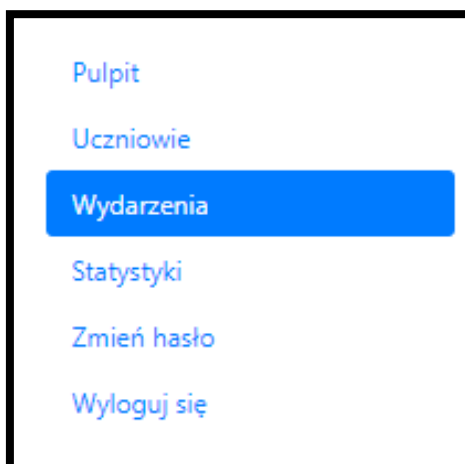 Pulpit
Uczniowie
Wydarzenia
Statystyki
Zmień hasło
Wyloguj się